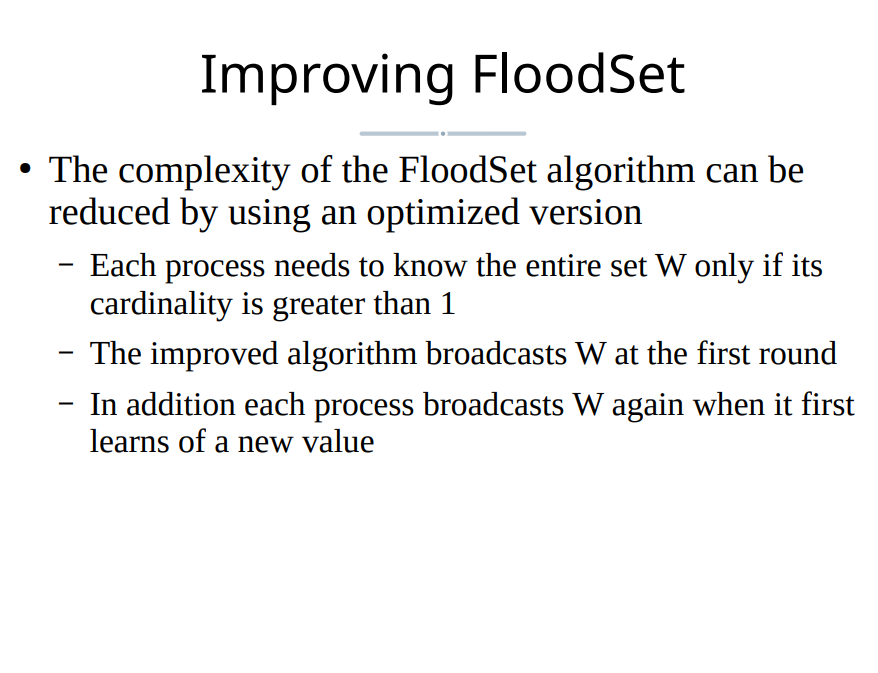 Improving FloodSet
• The complexity of the FloodSet algorithm can be
reduced by using an optimized version
– Each process needs to know the entire set W only if its
cardinality is greater than 1
– The improved algorithm broadcasts W at the first round
– In addition each process broadcasts W again when it first
learns of a new value